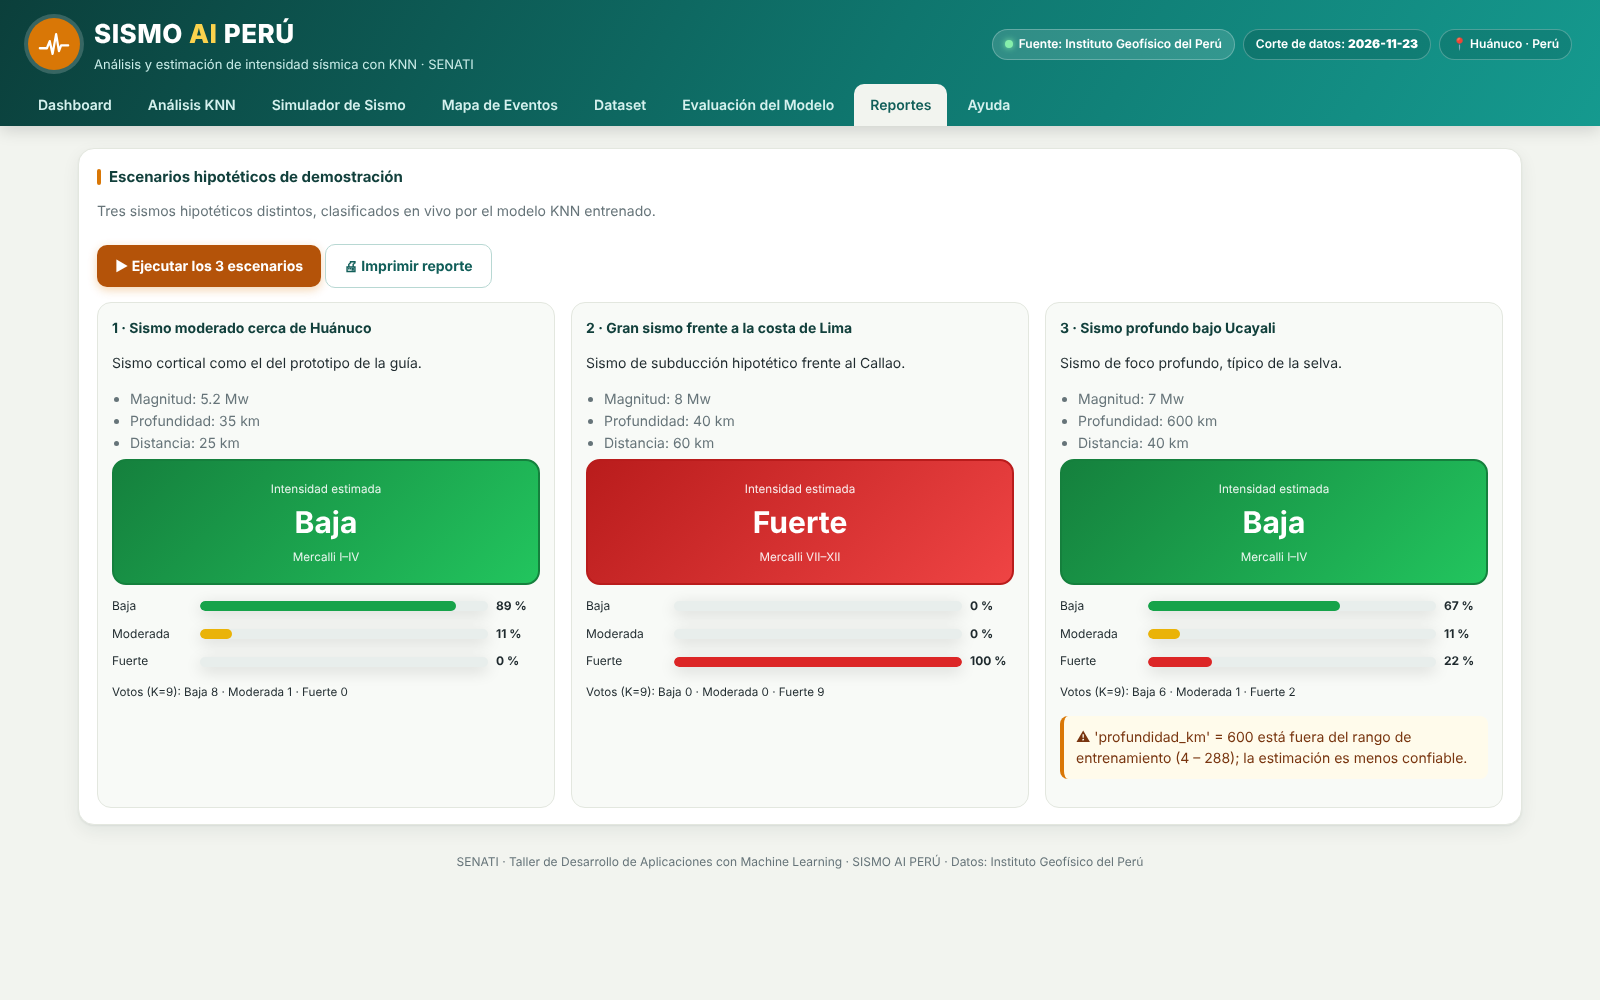 SISMO AI PERÚ
Análisis y estimación de intensidad sísmica con KNN · SENATI
Fuente: Instituto Geofísico del Perú
Corte de datos: 2026-11-23
📍 Huánuco · Perú
Dashboard
Análisis KNN
Simulador de Sismo
Mapa de Eventos
Dataset
Evaluación del Modelo
Reportes
Ayuda
Escenarios hipotéticos de demostración
Tres sismos hipotéticos distintos, clasificados en vivo por el modelo KNN entrenado.
▶ Ejecutar los 3 escenarios
🖨 Imprimir reporte
1 · Sismo moderado cerca de Huánuco
Sismo cortical como el del prototipo de la guía.
• Magnitud: 5.2 Mw
• Profundidad: 35 km
• Distancia: 25 km
Intensidad estimada
Baja
Mercalli I–IV
Baja 89 %
Moderada 11 %
Fuerte 0 %
Votos (K=9): Baja 8 · Moderada 1 · Fuerte 0
2 · Gran sismo frente a la costa de Lima
Sismo de subducción hipotético frente al Callao.
• Magnitud: 8 Mw
• Profundidad: 40 km
• Distancia: 60 km
Intensidad estimada
Fuerte
Mercalli VII–XII
Baja 0 %
Moderada 0 %
Fuerte 100 %
Votos (K=9): Baja 0 · Moderada 0 · Fuerte 9
3 · Sismo profundo bajo Ucayali
Sismo de foco profundo, típico de la selva.
• Magnitud: 7 Mw
• Profundidad: 600 km
• Distancia: 40 km
Intensidad estimada
Baja
Mercalli I–IV
Baja 67 %
Moderada 11 %
Fuerte 22 %
Votos (K=9): Baja 6 · Moderada 1 · Fuerte 2
⚠ 'profundidad_km' = 600 está fuera del rango de
entrenamiento (4 – 288); la estimación es menos confiable.
SENATI · Taller de Desarrollo de Aplicaciones con Machine Learning · SISMO AI PERÚ · Datos: Instituto Geofísico del Perú